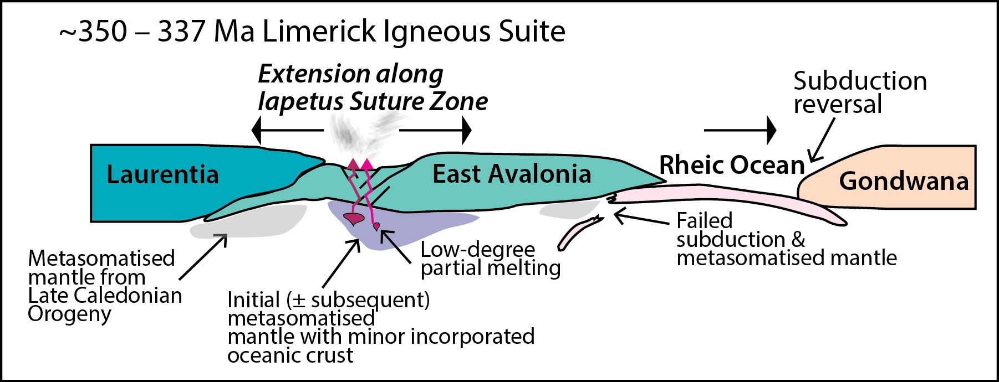 ~350 – 337 Ma Limerick Igneous Suite
Extension along
Iapetus Suture Zone
Subduction
reversal
Laurentia
East Avalonia
Rheic Ocean
Gondwana
Metasomatised
mantle from
Late Caledonian
Orogeny
Initial (± subsequent)
metasomatised
mantle with minor incorporated
oceanic crust
Low-degree
partial melting
Failed
subduction &
metasomatised mantle